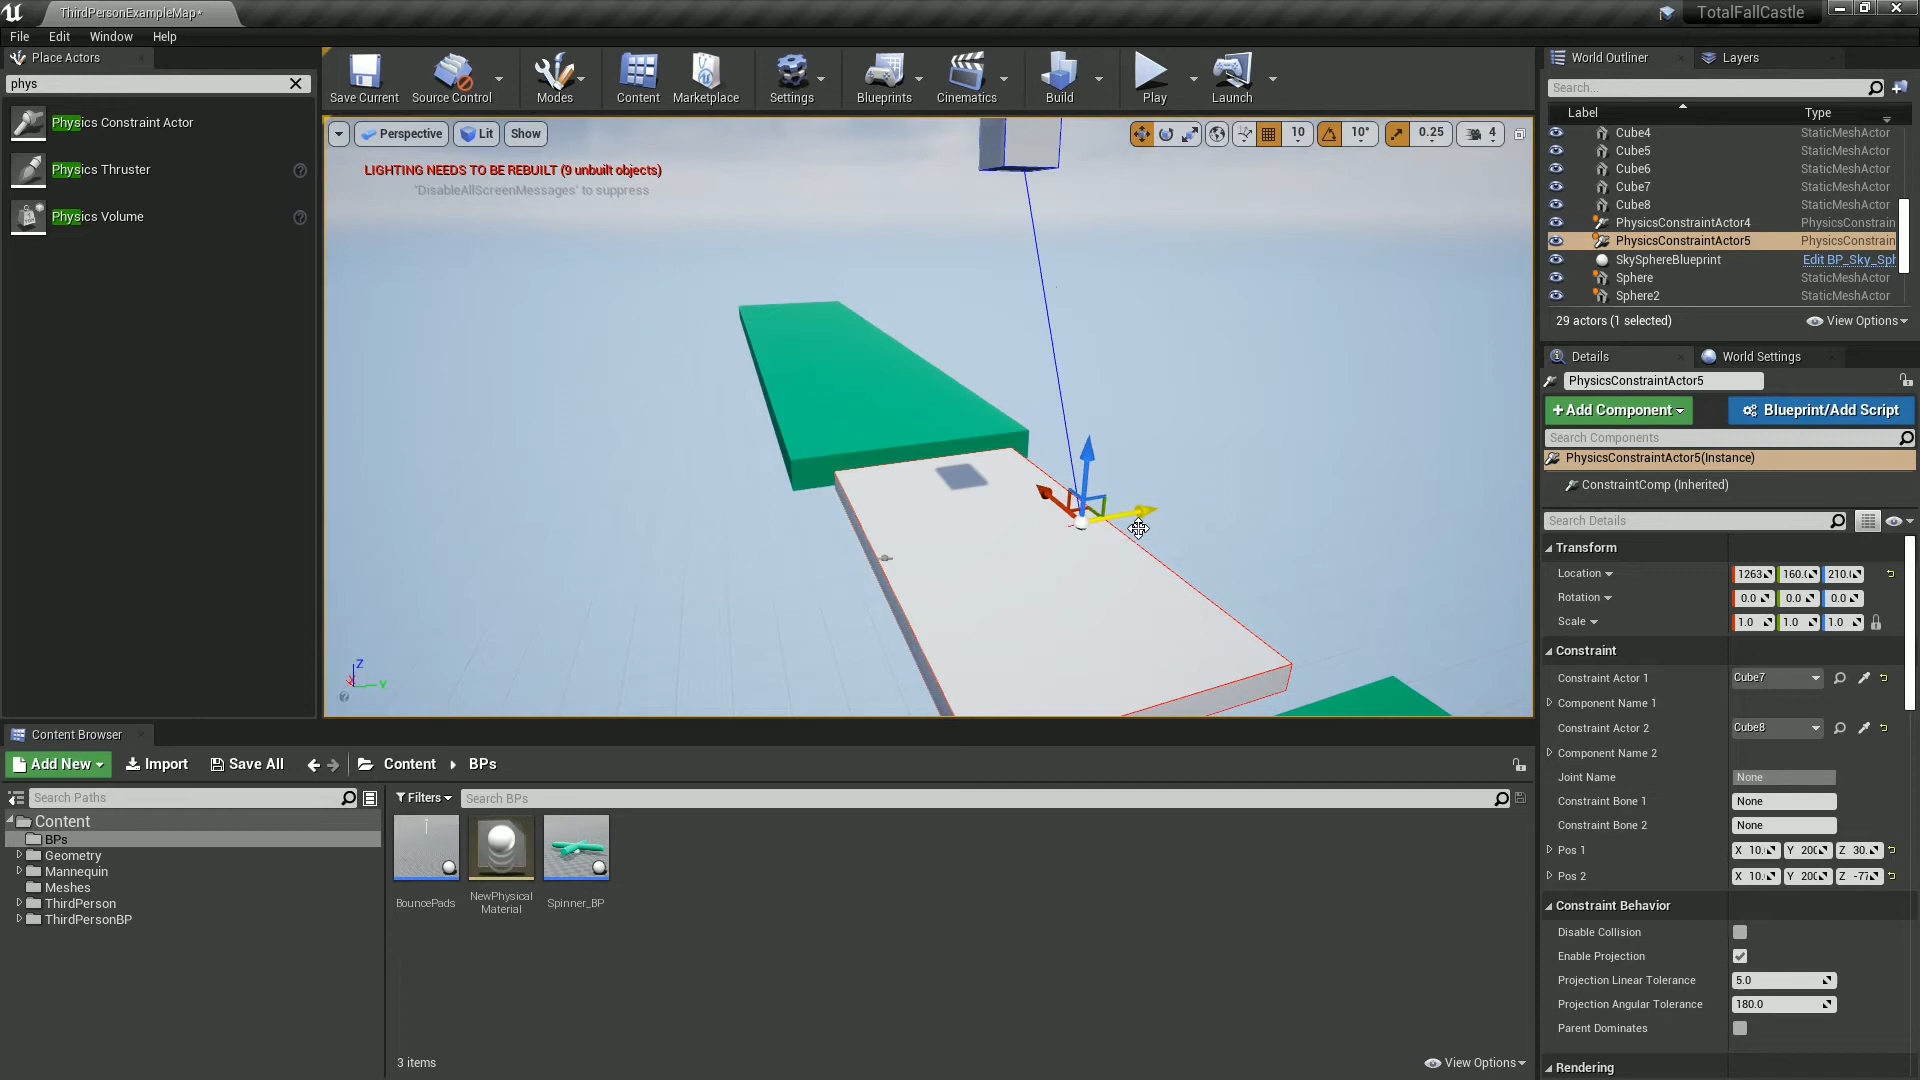 ThirdPersonExampleMap*
TotalFallCastle
File Edit Window Help
Place Actors
phys
Physics Constraint Actor
Physics Thruster
Physics Volume
Save Current
Source Control
Modes
Content
Marketplace
Settings
Blueprints
Cinematics
Build
Play
Launch
Perspective
Lit
Show
10
10°
0.25
4
LIGHTING NEEDS TO BE REBUILT (9 unbuilt objects)
'DisableAllScreenMessages' to suppress
Z
Y
World Outliner
Layers
Search...
Label Type
Cube4 StaticMeshActor
Cube5 StaticMeshActor
Cube6 StaticMeshActor
Cube7 StaticMeshActor
Cube8 StaticMeshActor
PhysicsConstraintActor4 PhysicsConstrain
PhysicsConstraintActor5 PhysicsConstrain
SkySphereBlueprint Edit BP_Sky_Sph
Sphere StaticMeshActor
Sphere2 StaticMeshActor
29 actors (1 selected)
View Options
Details
World Settings
PhysicsConstraintActor5
+Add Component
Blueprint/Add Script
Search Components
PhysicsConstraintActor5(Instance)
ConstraintComp (Inherited)
Search Details
Transform
Location 1263 160.( 210.(
Rotation 0.0 0.0 0.0
Scale 1.0 1.0 1.0
Constraint
Constraint Actor 1 Cube7
Component Name 1
Constraint Actor 2 Cube8
Component Name 2
Joint Name None
Constraint Bone 1 None
Constraint Bone 2 None
Pos 1 X 10. Y 200 Z 30.
Pos 2 X 10. Y 200 Z -77
Constraint Behavior
Disable Collision
Enable Projection
Projection Linear Tolerance 5.0
Projection Angular Tolerance 180.0
Parent Dominates
Rendering
Content Browser
Add New
Import
Save All
Content
BPs
Search Paths
Filters
Search BPs
Content
BPs
Geometry
Mannequin
Meshes
ThirdPerson
ThirdPersonBP
BouncePads
NewPhysical
Material
Spinner_BP
3 items
View Options